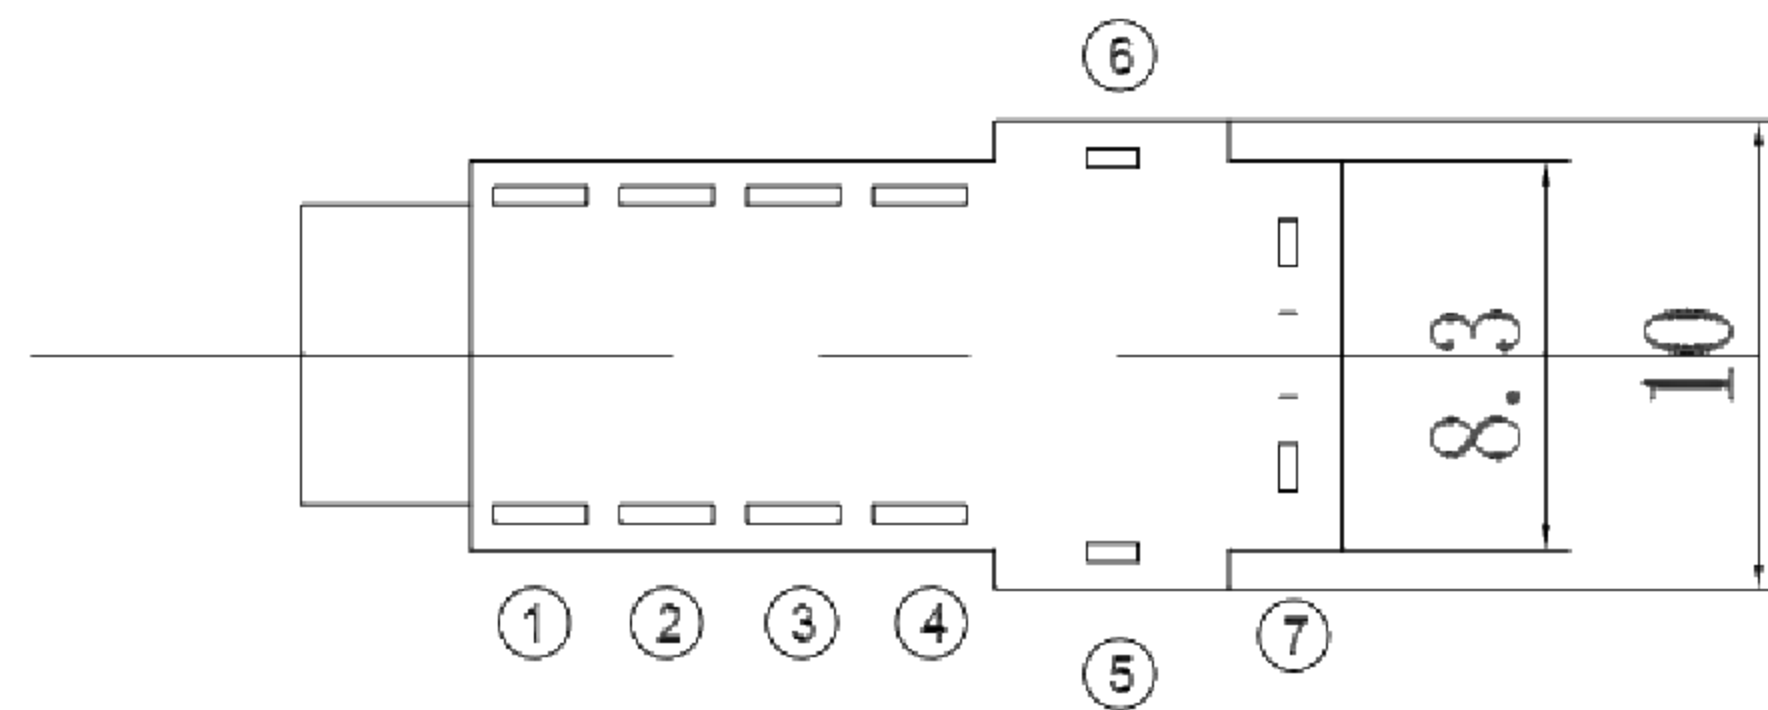 ⑥
8.3
10
① ② ③ ④ ⑦
⑤